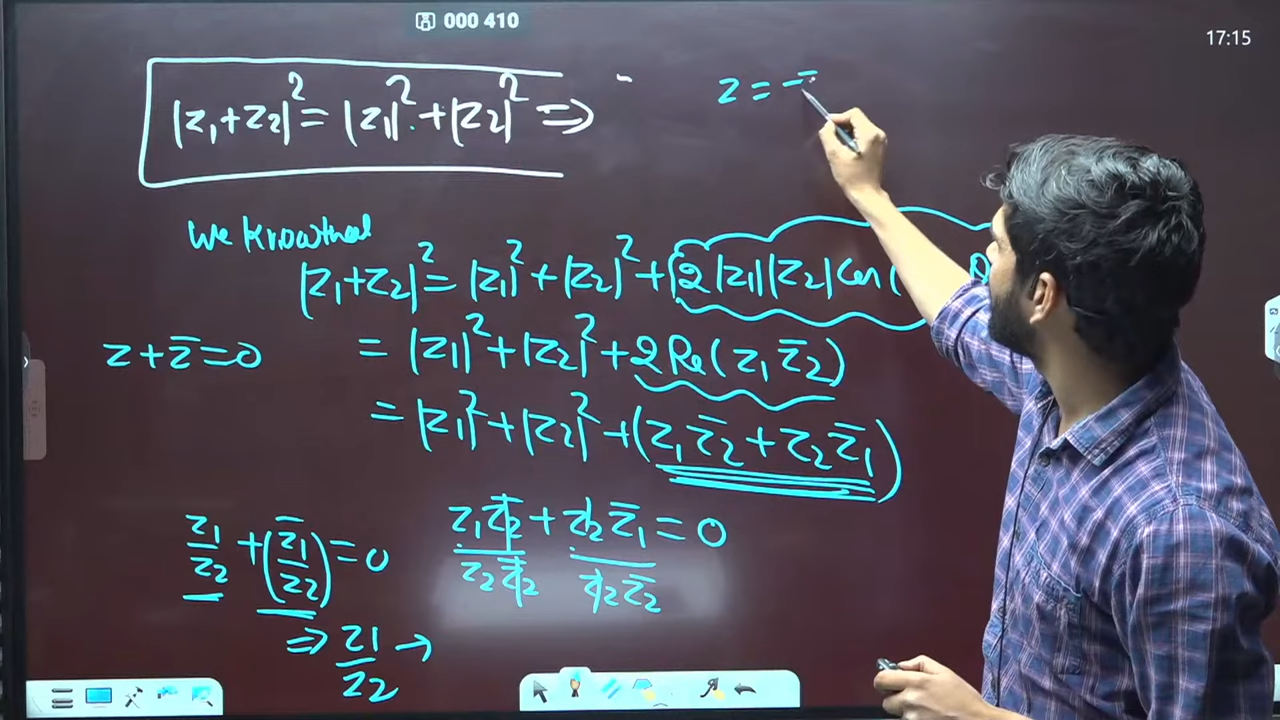 000 410
17:15
|z₁+z₂|² = |z₁|² + |z₂|² ⇒
z = -
We know that
|z₁+z₂|² = |z₁|² + |z₂|² + 2|z₁||z₂|Cos(
z + z̄ = 0
= |z₁|² + |z₂|² + 2Re(z₁z̄₂)
= |z₁|² + |z₂|² + (z₁z̄₂ + z₂z̄₁)
z₁z̄₂/z₂z̄₂ + z₂z̄₁/z₂z̄₂ = 0
z₁/z₂ + (z̄₁/z̄₂) = 0
⇒ z₁/z₂ →